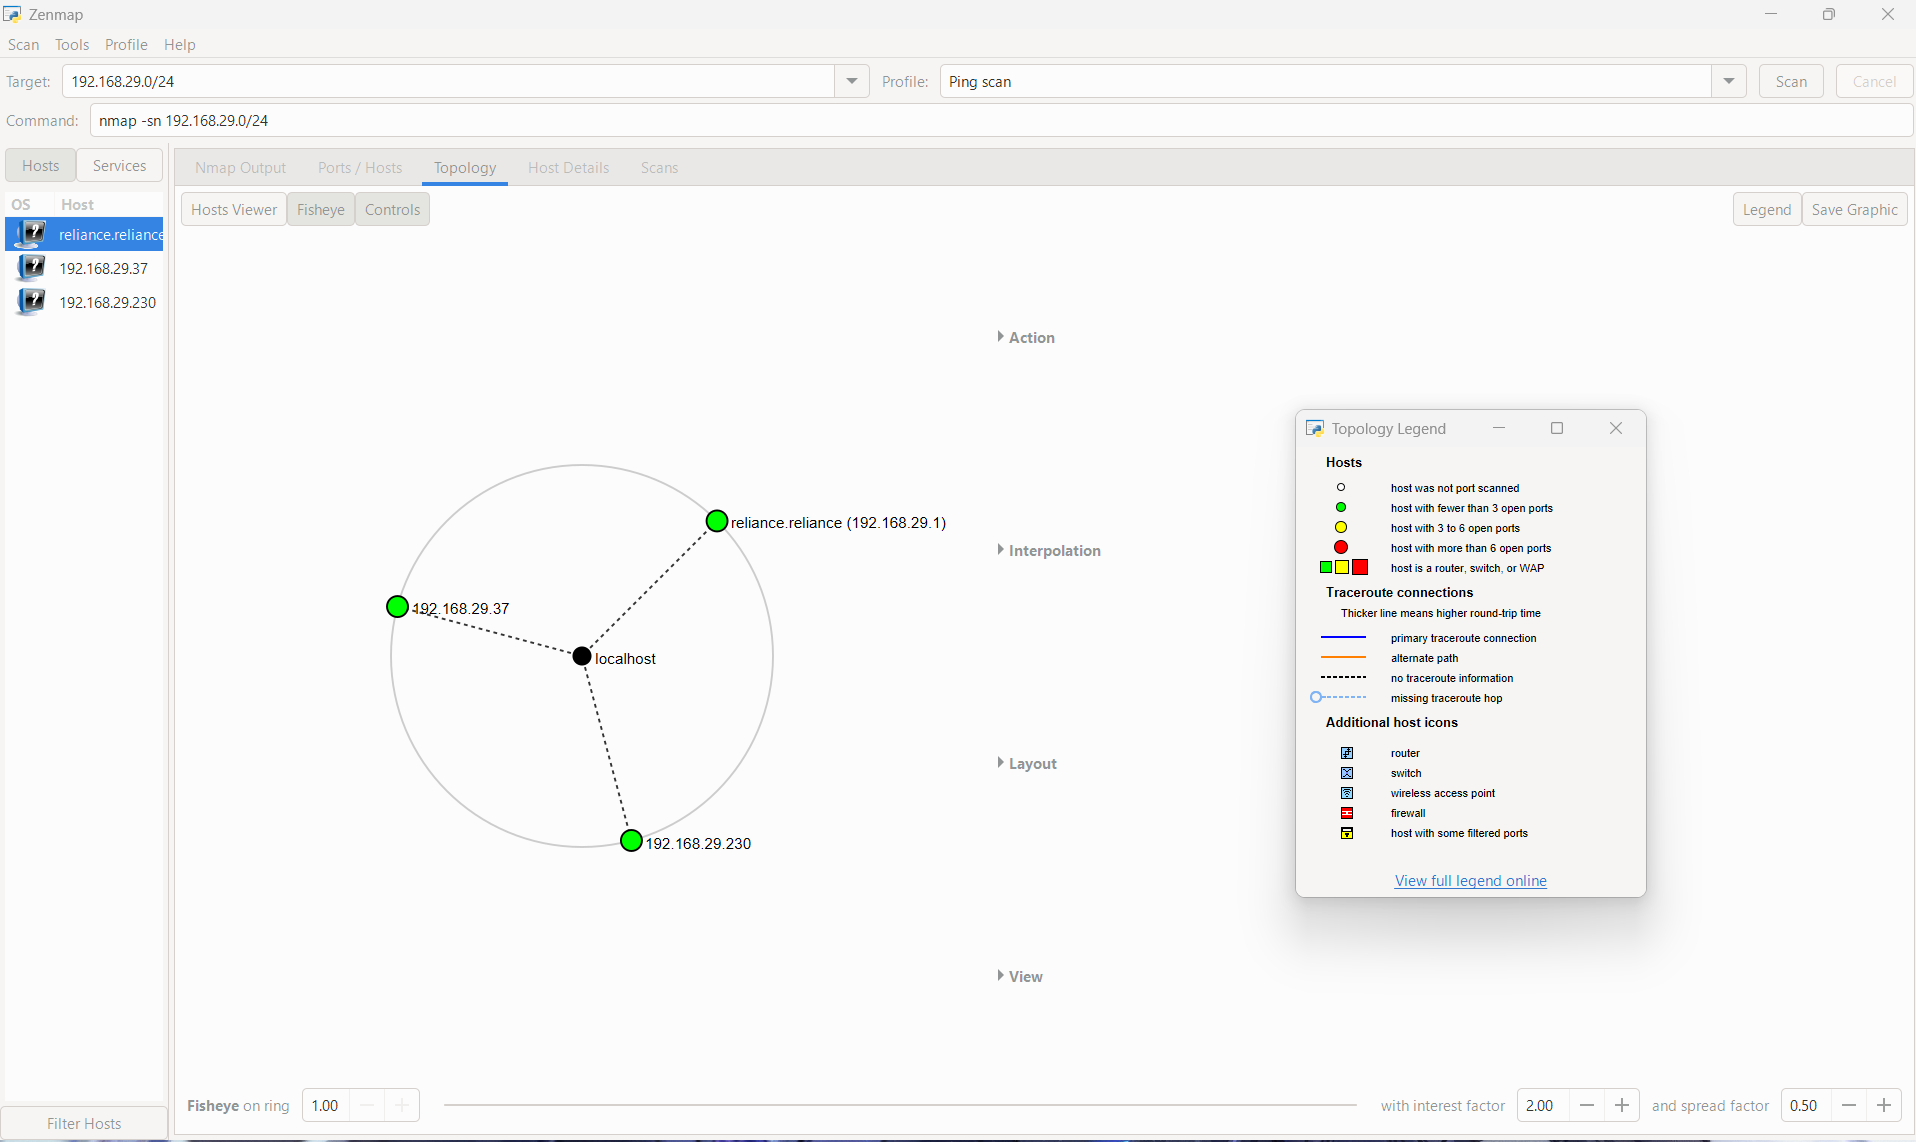 Zenmap
Scan Tools Profile Help
Target: 192.168.29.0/24 Profile: Ping scan Scan Cancel
Command: nmap -sn 192.168.29.0/24
Hosts Services
Nmap Output Ports / Hosts Topology Host Details Scans
OS Host
Hosts Viewer Fisheye Controls Legend Save Graphic
reliance.reliance
192.168.29.37
192.168.29.230
Action
Interpolation
Layout
View
reliance.reliance (192.168.29.1)
192.168.29.37
localhost
192.168.29.230
Topology Legend
Hosts
host was not port scanned
host with fewer than 3 open ports
host with 3 to 6 open ports
host with more than 6 open ports
host is a router, switch, or WAP
Traceroute connections
Thicker line means higher round-trip time
primary traceroute connection
alternate path
no traceroute information
missing traceroute hop
Additional host icons
router
switch
wireless access point
firewall
host with some filtered ports
View full legend online
Fisheye on ring 1.00 with interest factor 2.00 and spread factor 0.50
Filter Hosts